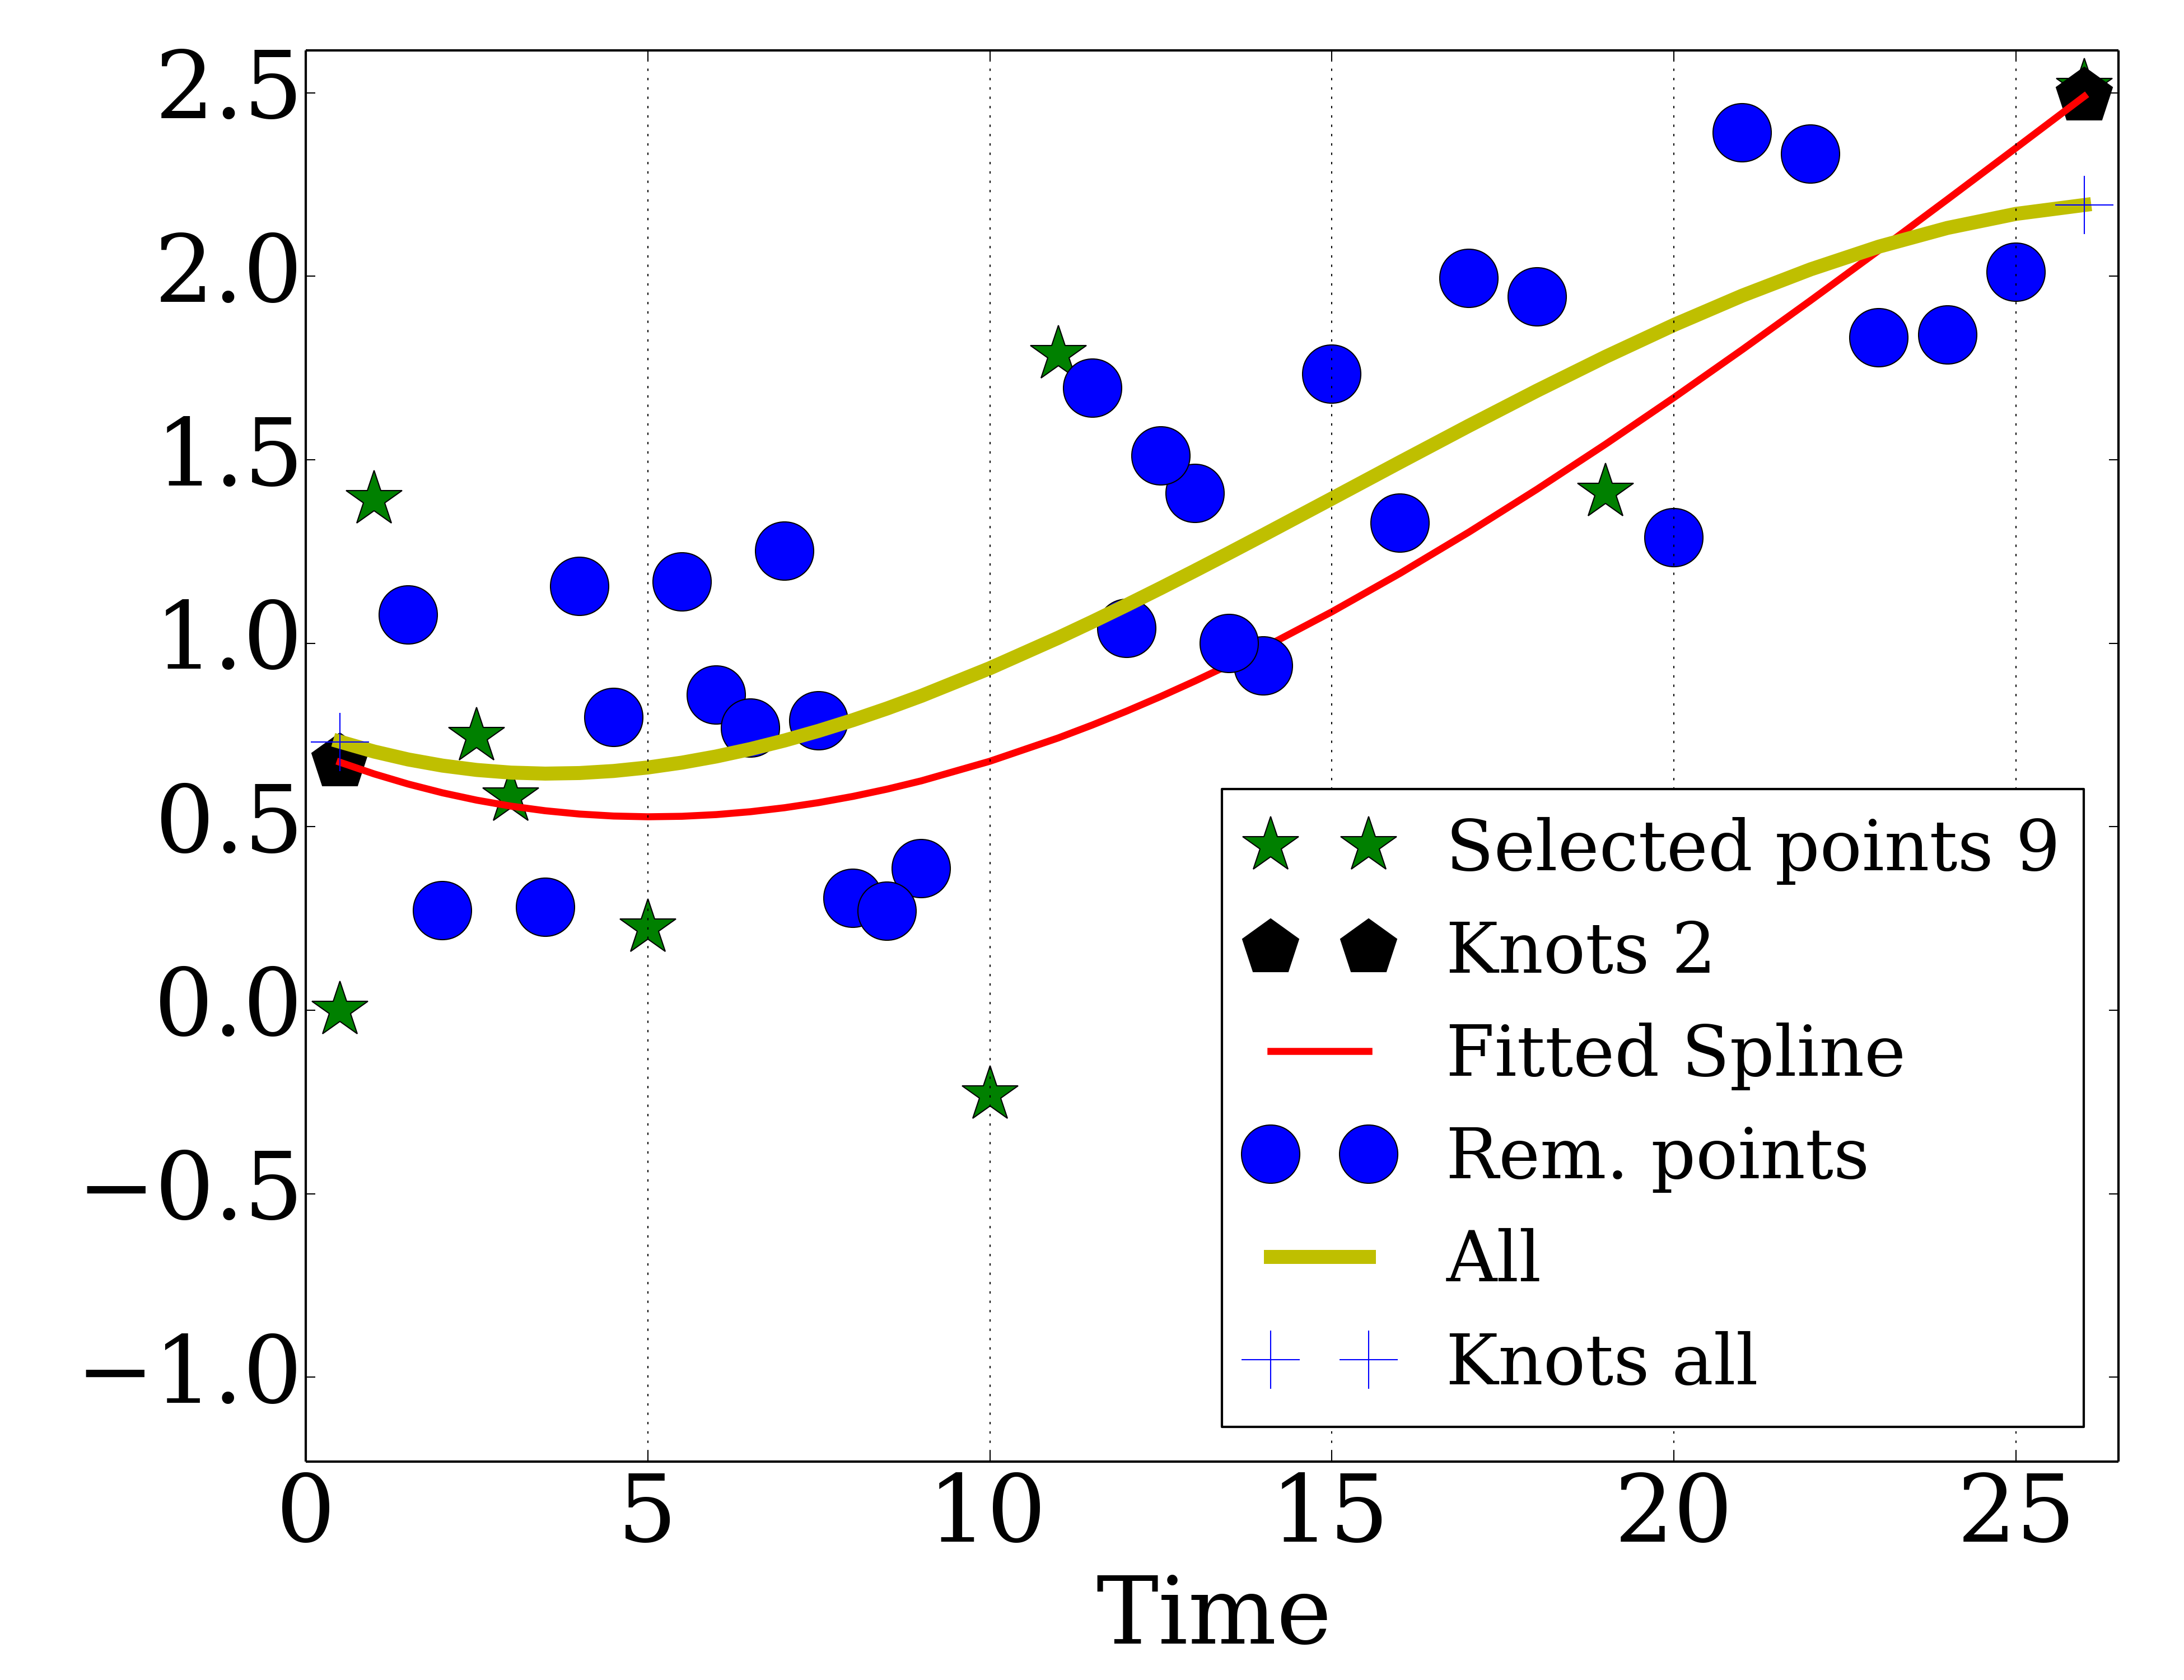 2.5
2.0
1.5
1.0
0.5
0.0
−0.5
−1.0
0 5 10 15 20 25
Time
Selected points 9
Knots 2
Fitted Spline
Rem. points
All
Knots all